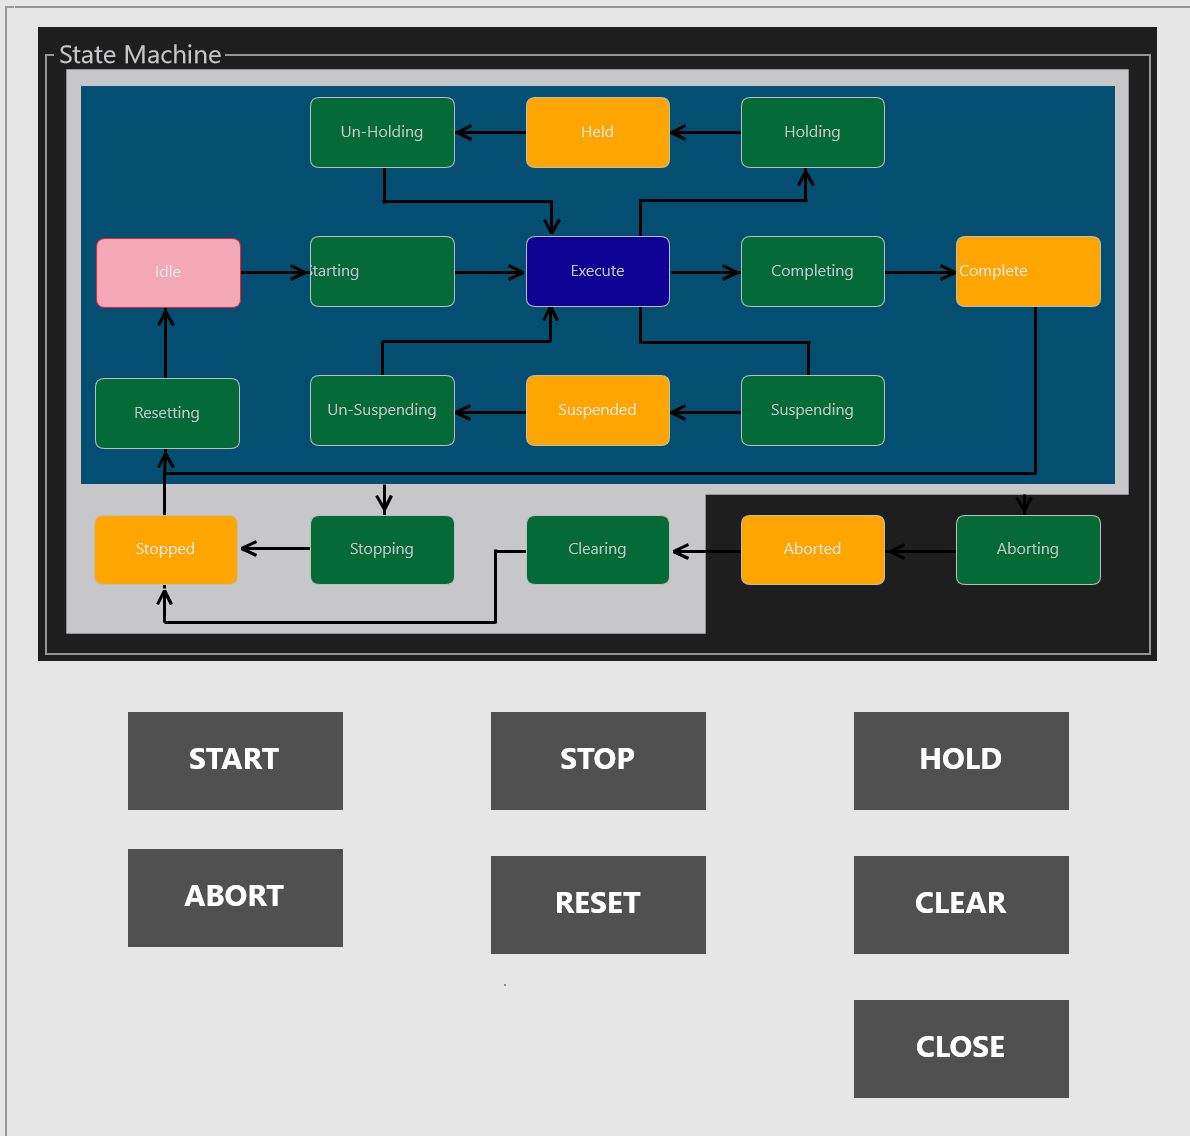 State Machine
Un-Holding
Held
Holding
Idle
Starting
Execute
Completing
Complete
Resetting
Un-Suspending
Suspended
Suspending
Stopped
Stopping
Clearing
Aborted
Aborting
START
STOP
HOLD
ABORT
RESET
CLEAR
CLOSE